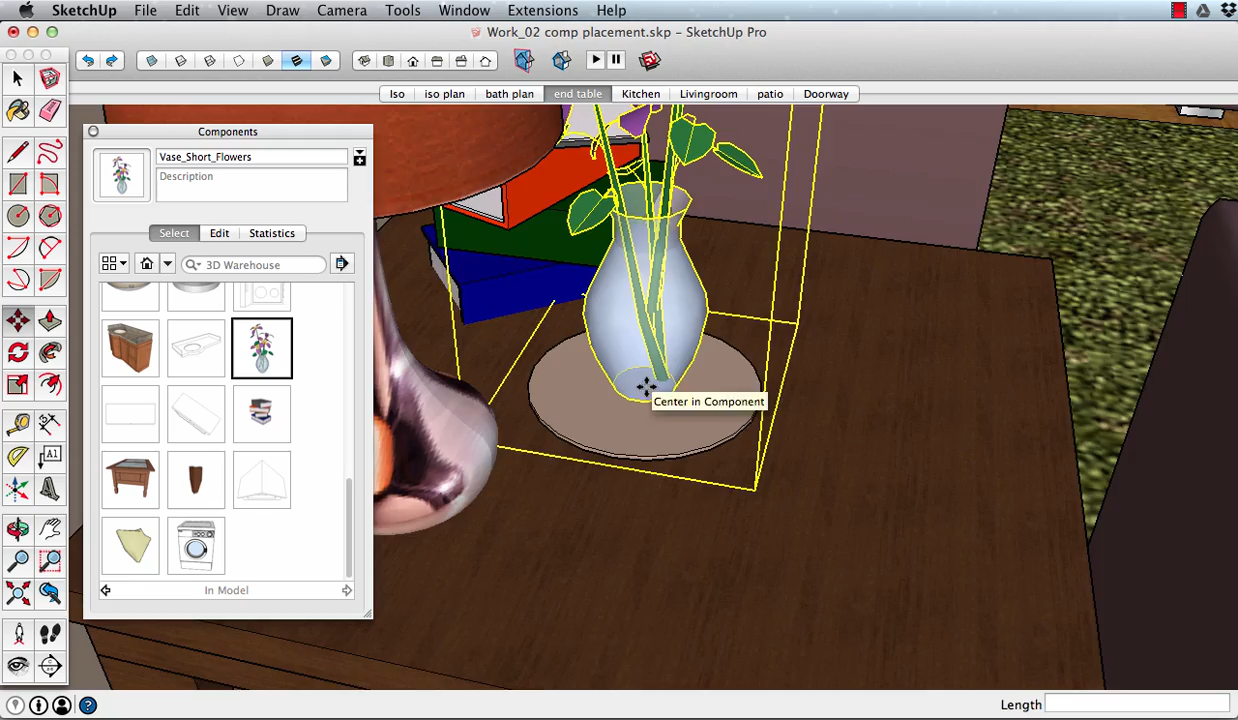 SketchUp File Edit View Draw Camera Tools Window Extensions Help
Work_02 comp placement.skp – SketchUp Pro
Iso iso plan bath plan end table Kitchen Livingroom patio Doorway
Components
Vase_Short_Flowers
Description
Select Edit Statistics
3D Warehouse
Center in Component
A1
In Model
?
Length